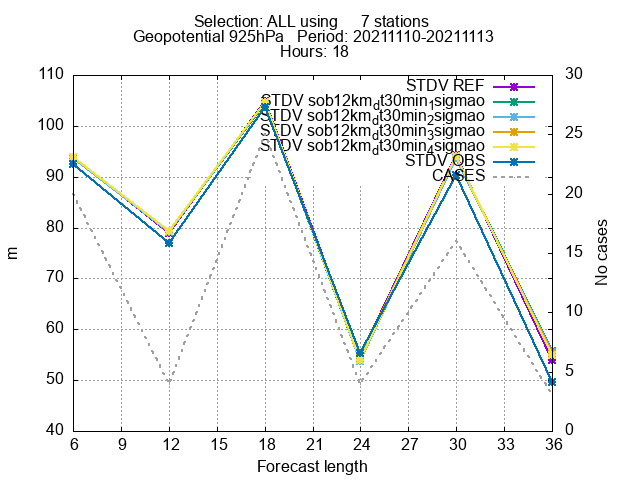 Selection: ALL using 7 stations
Geopotential 925hPa Period: 20211110-20211113
Hours: 18
110
100
90
80
70
60
50
40
30
25
20
15
10
5
0
m
No cases
STDV REF
STDV sob12km_dt30min_1sigmao
STDV sob12km_dt30min_2sigmao
STDV sob12km_dt30min_3sigmao
STDV sob12km_dt30min_4sigmao
STDV OBS
CASES
6 9 12 15 18 21 24 27 30 33 36
Forecast length